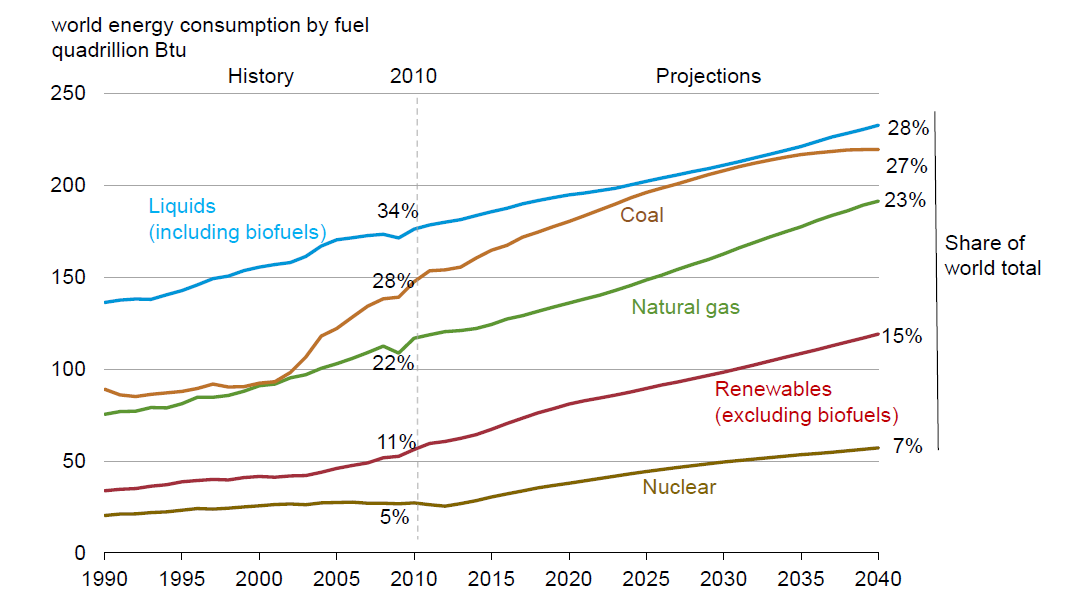 world energy consumption by fuel
quadrillion Btu
History 2010 Projections
250
200
150
100
50
0
Liquids
(including biofuels)
34%
28%
22%
11%
5%
Coal
Natural gas
Renewables
(excluding biofuels)
Nuclear
28%
27%
23%
15%
7%
Share of
world total
1990 1995 2000 2005 2010 2015 2020 2025 2030 2035 2040